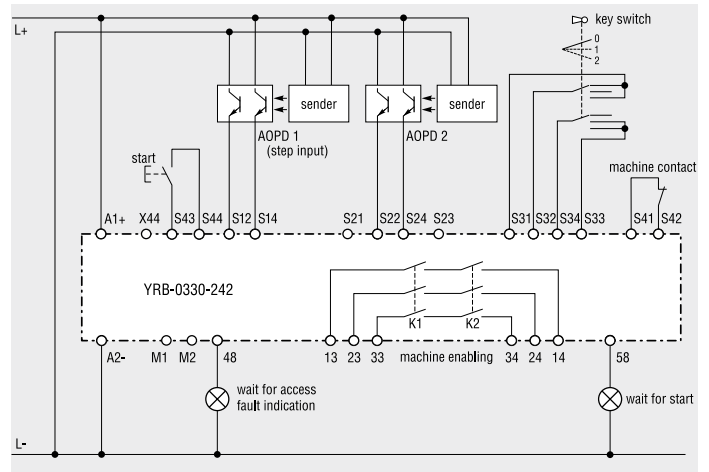 L+
key switch
0
1
2
sender
sender
AOPD 1
(step input)
AOPD 2
start
machine contact
A1+
X44
S43
S44
S12
S14
S21
S22
S24
S23
S31
S32
S34
S33
S41
S42
YRB-0330-242
K1
K2
A2-
M1
M2
48
13
23
33
machine enabling
34
24
14
58
wait for access
fault indication
wait for start
L-